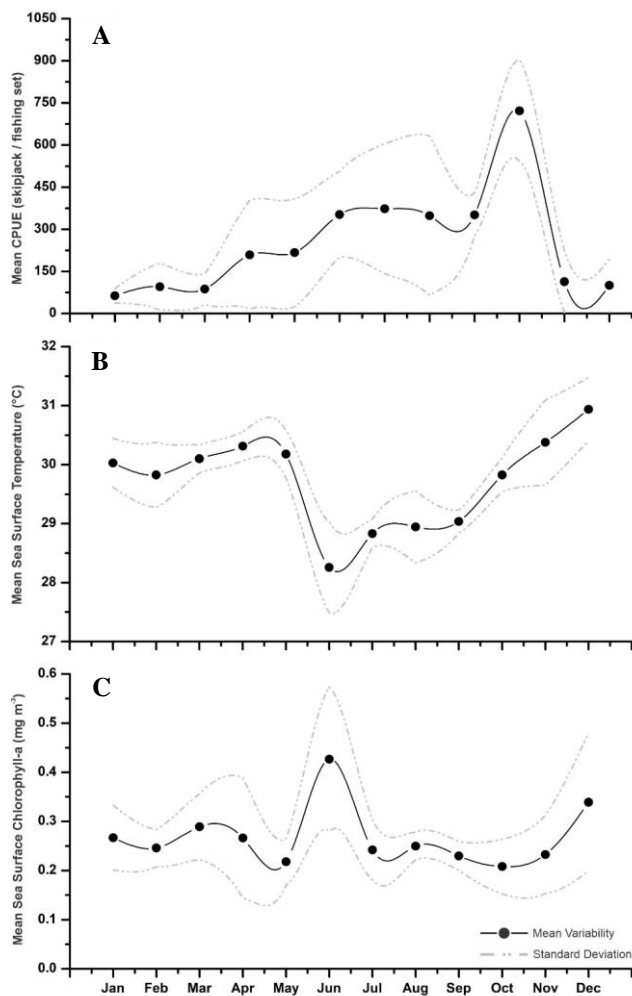 A
Mean CPUE (skipjack / fishing set)
1050
900
750
600
450
300
150
0
B
Mean Sea Surface Temperature (°C)
32
31
30
29
28
27
C
Mean Sea Surface Chlorophyll-a (mg m-3)
0.6
0.5
0.4
0.3
0.2
0.1
0.0
Mean Variability
Standard Deviation
Jan Feb Mar Apr May Jun Jul Aug Sep Oct Nov Dec